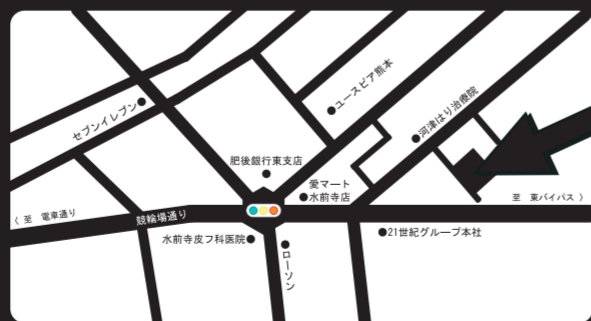 ユースピア熊本
セブンイレブン
河津はり治療院
肥後銀行東支店
愛マート
水前寺店
至 東バイパス 〉
〈 至 電車通り
競輪場通り
21世紀グループ本社
水前寺皮フ科医院
ローソン